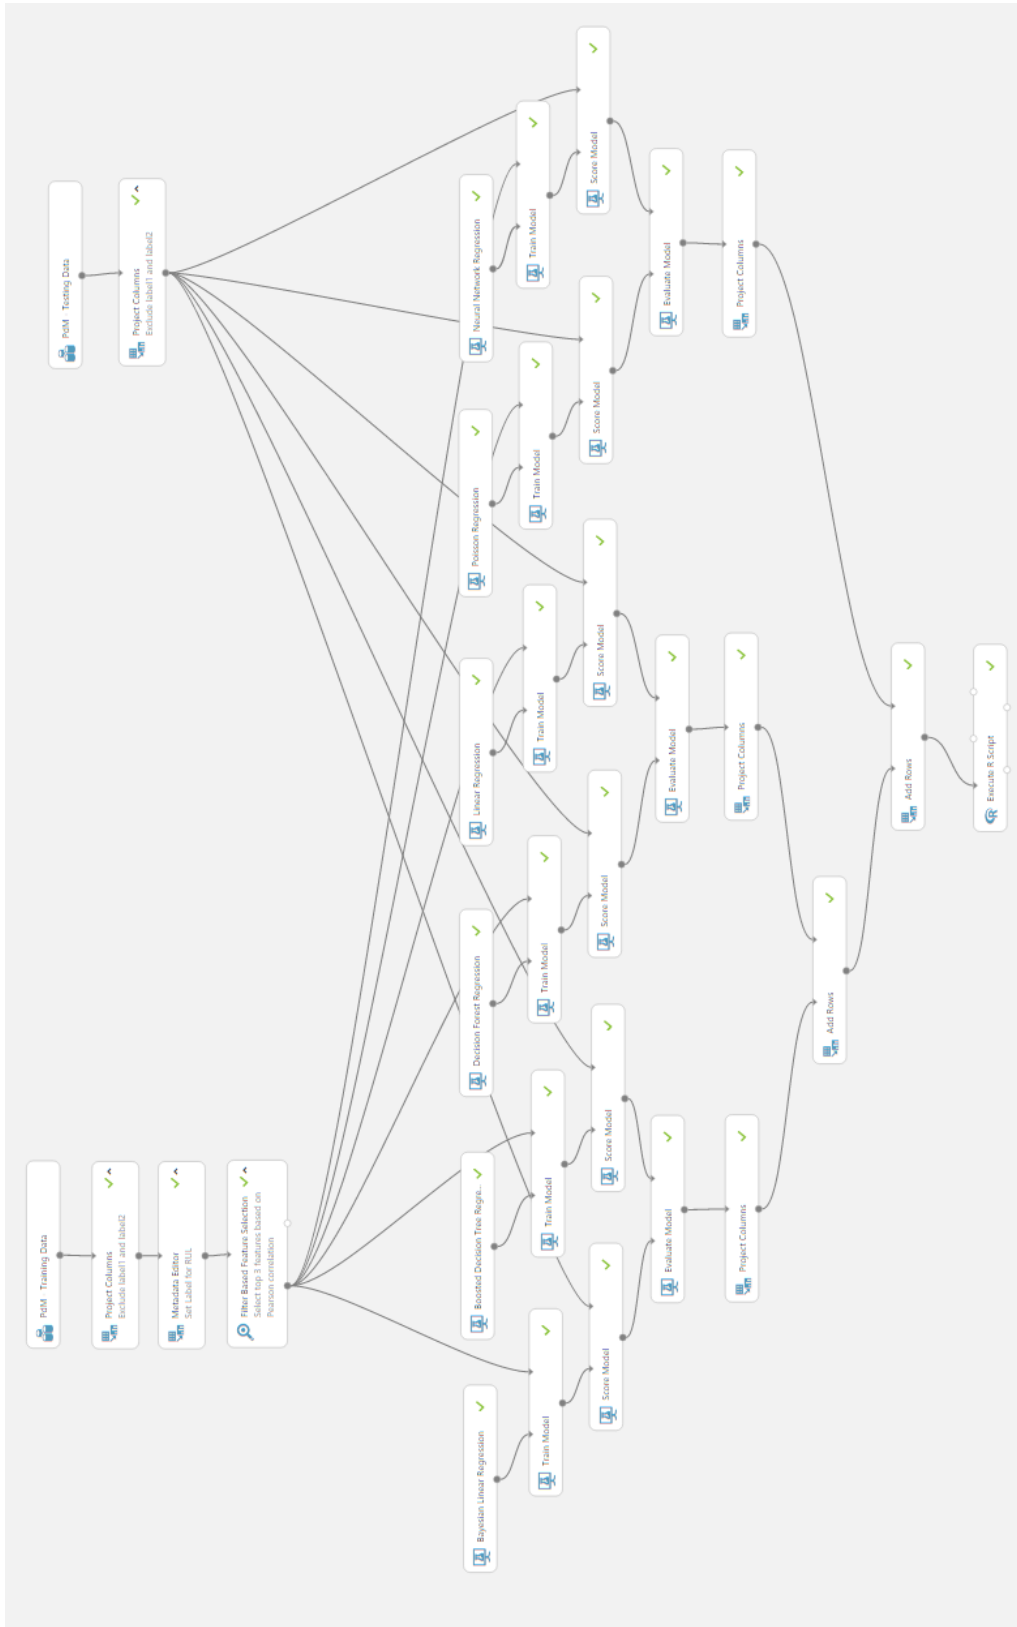 PdM - Training Data
Project Columns
Exclude label1 and label2
Metadata Editor
Set Label for RUL
Filter Based Feature Selection
Select top 3 features based on
Pearson correlation
PdM - Testing Data
Project Columns
Exclude label1 and label2
Bayesian Linear Regression
Boosted Decision Tree Regre...
Decision Forest Regression
Linear Regression
Poisson Regression
Neural Network Regression
Train Model
Train Model
Train Model
Train Model
Train Model
Train Model
Score Model
Score Model
Score Model
Score Model
Score Model
Score Model
Evaluate Model
Evaluate Model
Evaluate Model
Project Columns
Project Columns
Project Columns
Add Rows
Add Rows
Execute R Script